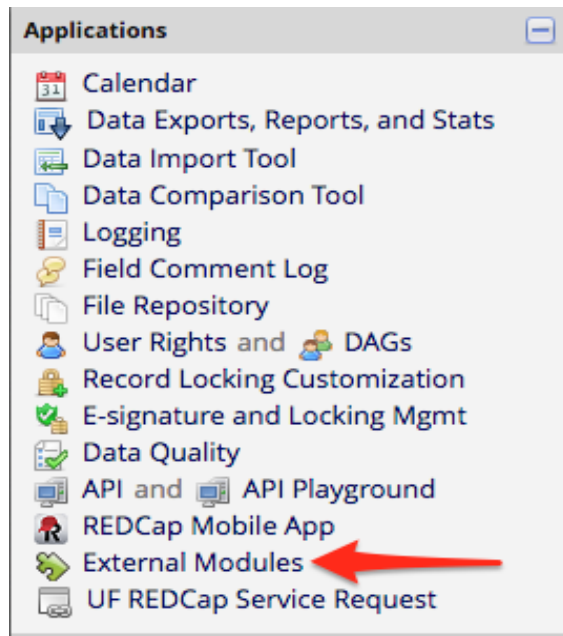 Applications
31
Calendar
Data Exports, Reports, and Stats
Data Import Tool
Data Comparison Tool
Logging
Field Comment Log
File Repository
User Rights and DAGs
Record Locking Customization
E-signature and Locking Mgmt
Data Quality
API and API Playground
REDCap Mobile App
External Modules
UF REDCap Service Request